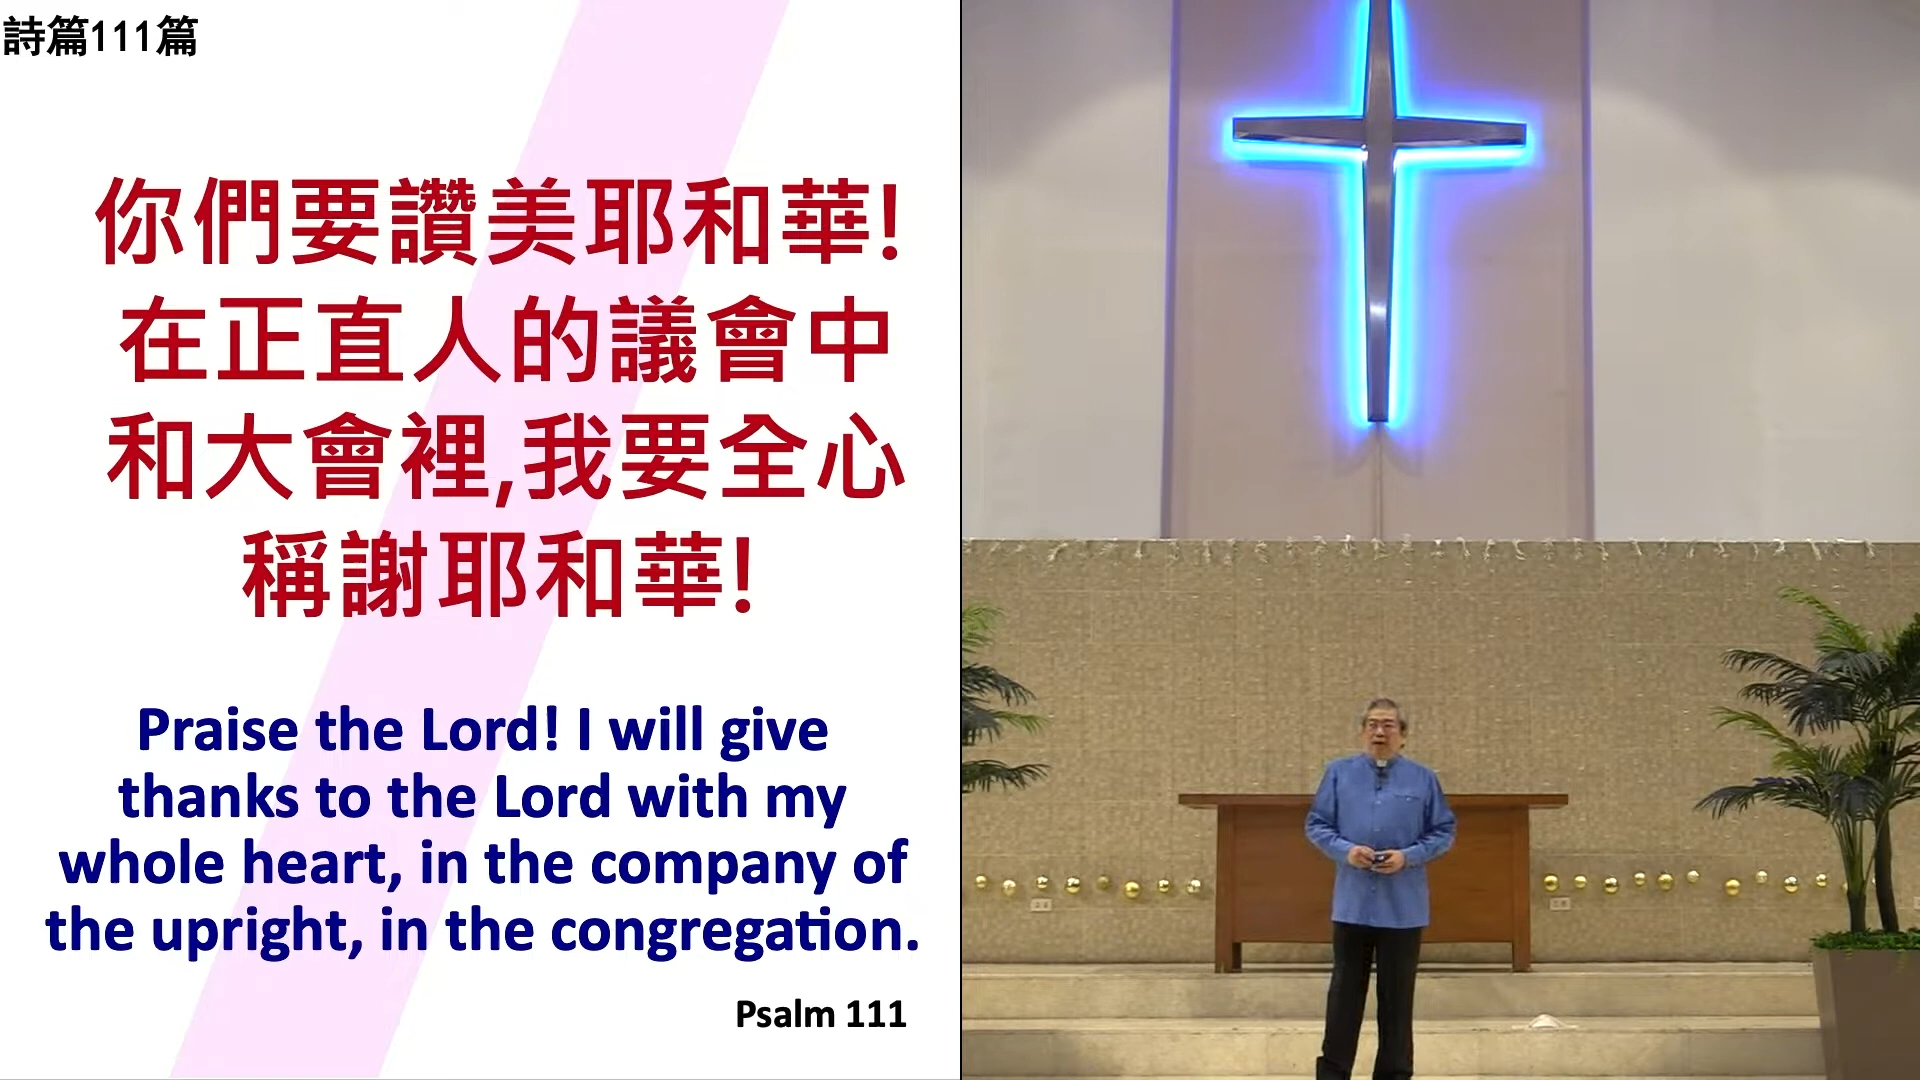 詩篇111篇
你們要讚美耶和華!
在正直人的議會中
和大會裡,我要全心
稱謝耶和華!
Praise the Lord! I will give
thanks to the Lord with my
whole heart, in the company of
the upright, in the congregation.
Psalm 111